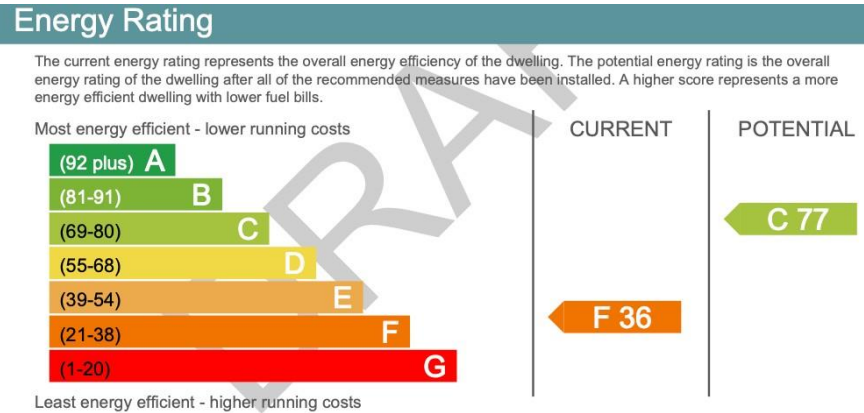 Energy Rating
The current energy rating represents the overall energy efficiency of the dwelling. The potential energy rating is the overall
energy rating of the dwelling after all of the recommended measures have been installed. A higher score represents a more
energy efficient dwelling with lower fuel bills.
Most energy efficient - lower running costs
CURRENT
POTENTIAL
(92 plus) A
(81-91) B
(69-80) C
C 77
(55-68) D
(39-54) E
(21-38) F
F 36
(1-20) G
Least energy efficient - higher running costs